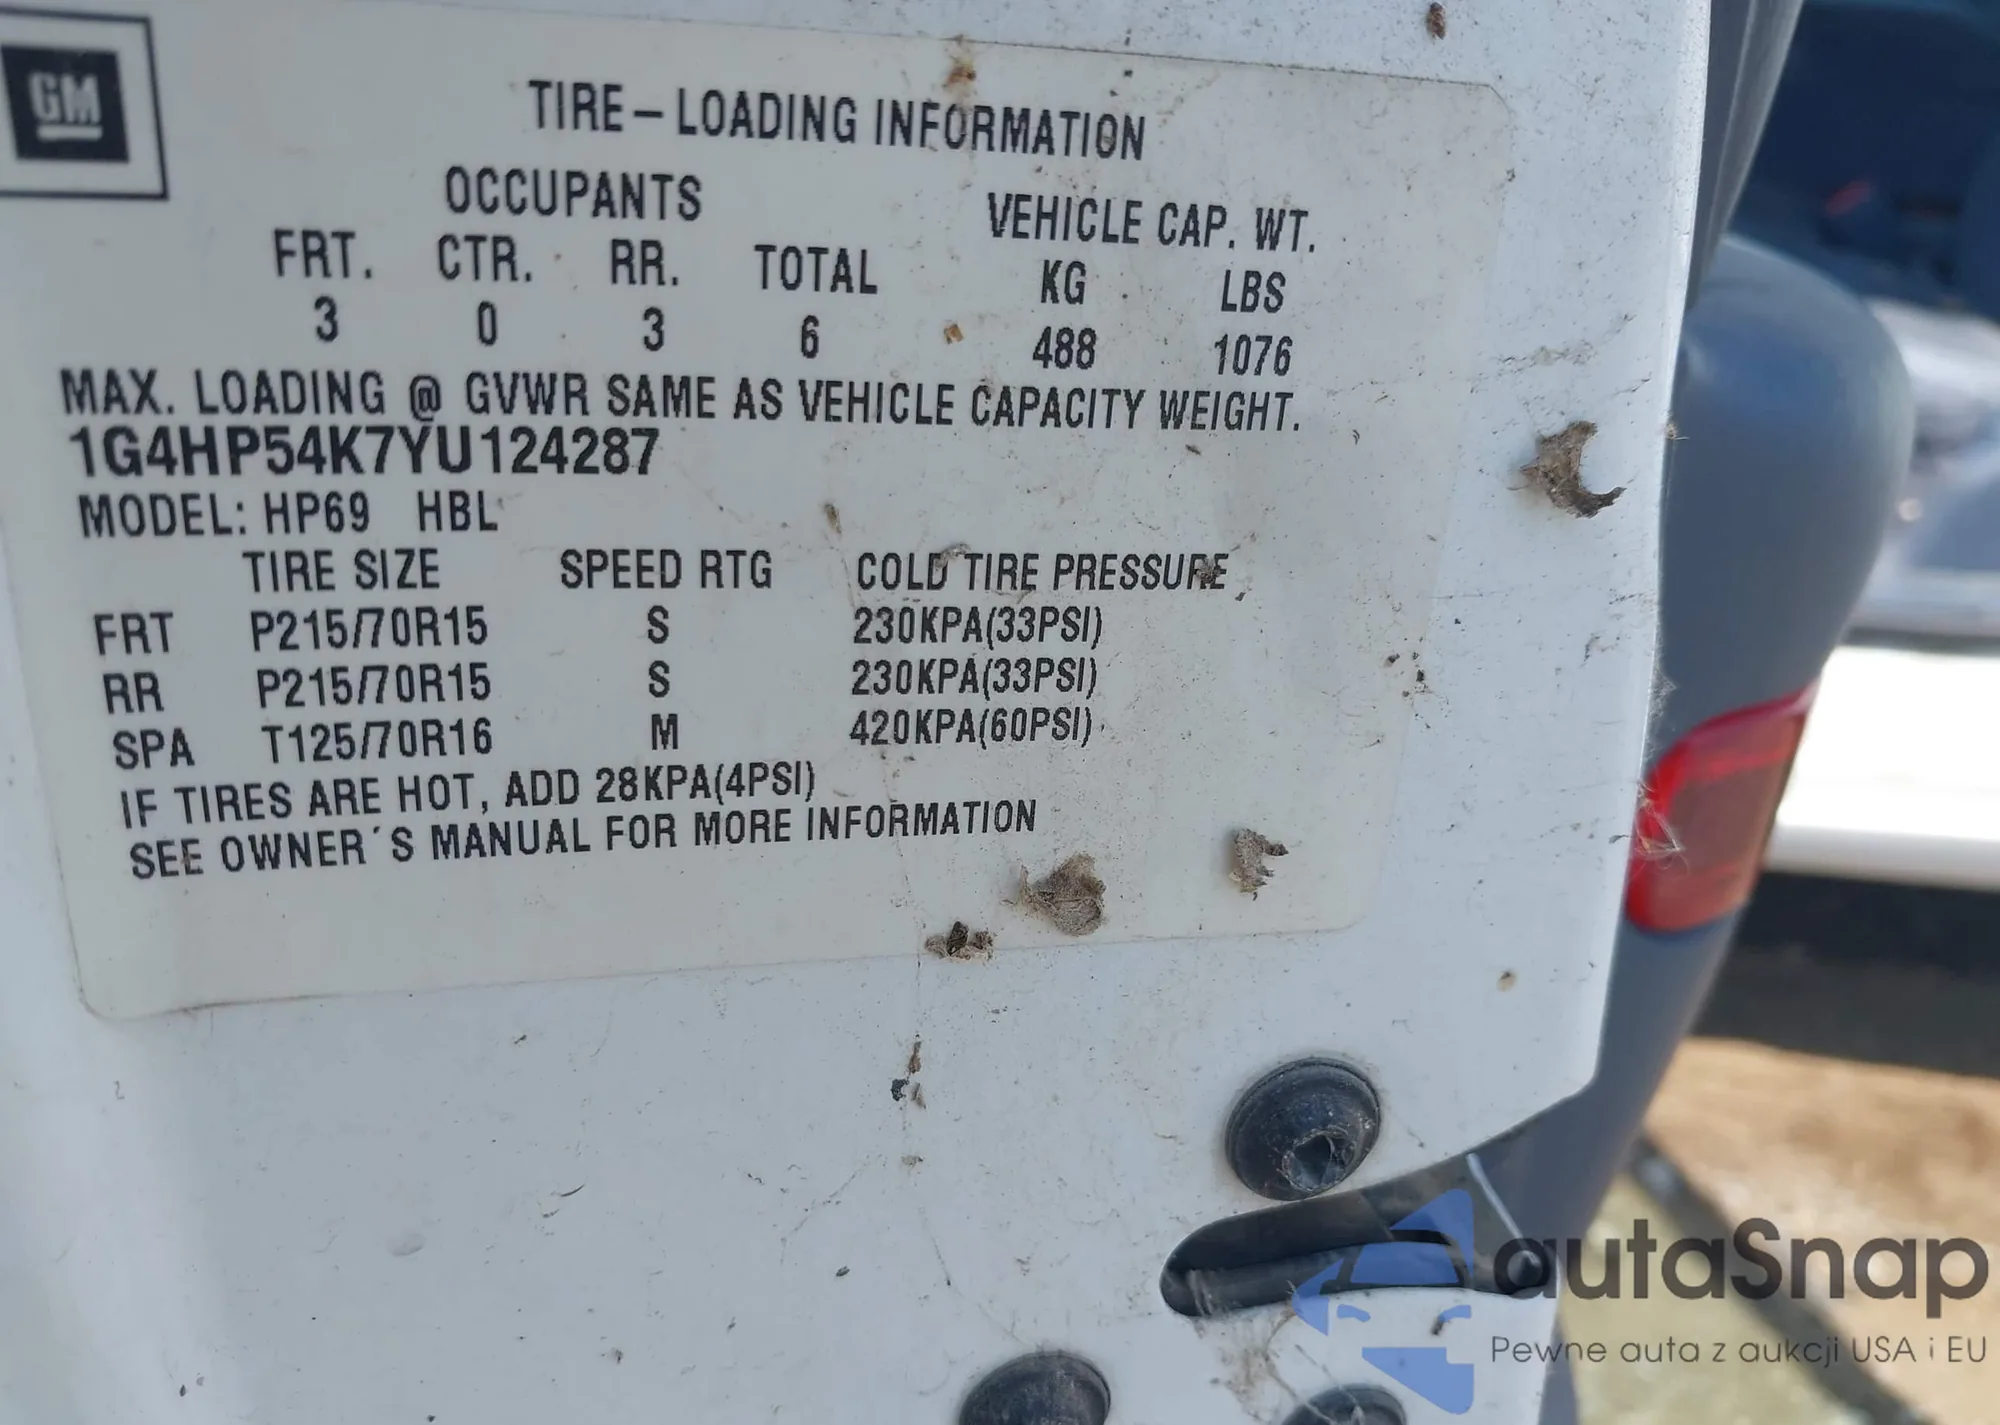 GM
TIRE-LOADING INFORMATION
OCCUPANTS VEHICLE CAP. WT.
FRT. CTR. RR. TOTAL KG LBS
3 0 3 6 488 1076
MAX. LOADING @ GVWR SAME AS VEHICLE CAPACITY WEIGHT.
1G4HP54K7YU124287
MODEL: HP69 HBL
TIRE SIZE SPEED RTG COLD TIRE PRESSURE
FRT P215/70R15 S 230KPA(33PSI)
RR P215/70R15 S 230KPA(33PSI)
SPA T125/70R16 M 420KPA(60PSI)
IF TIRES ARE HOT, ADD 28KPA(4PSI)
SEE OWNER´S MANUAL FOR MORE INFORMATION
autaSnap
Pewne auta z aukcji USA i EU